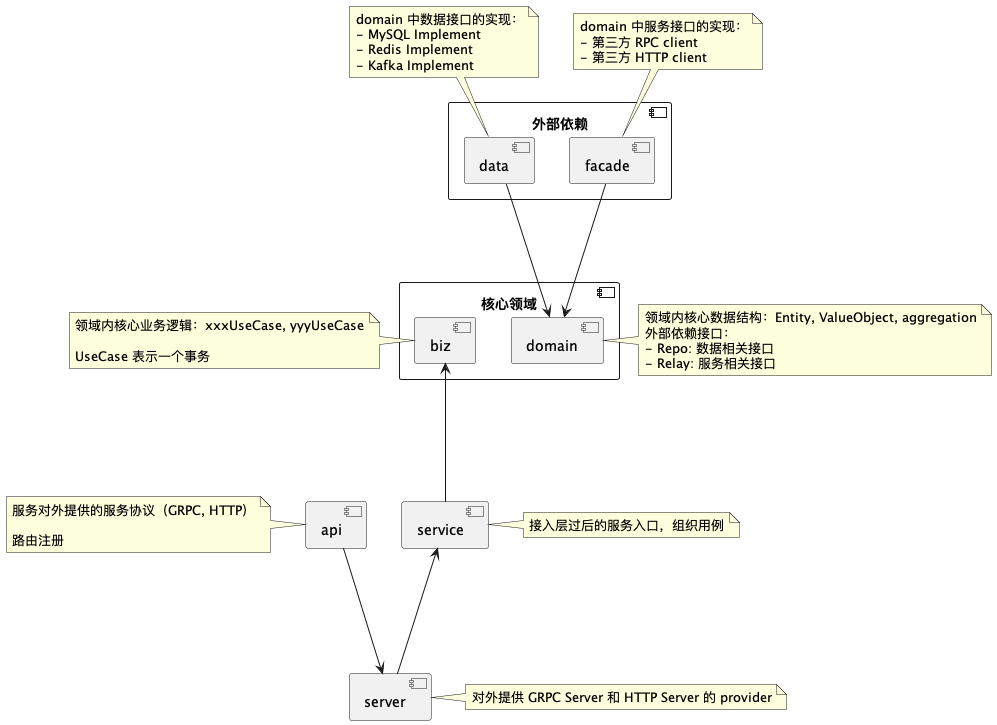 domain 中数据接口的实现：
- MySQL Implement
- Redis Implement
- Kafka Implement
domain 中服务接口的实现：
- 第三方 RPC client
- 第三方 HTTP client
外部依赖
data
facade
核心领域
biz
domain
领域内核心业务逻辑：xxxUseCase, yyyUseCase
UseCase 表示一个事务
领域内核心数据结构：Entity, ValueObject, aggregation
外部依赖接口：
- Repo: 数据相关接口
- Relay: 服务相关接口
服务对外提供的服务协议（GRPC, HTTP）
路由注册
api
service
接入层过后的服务入口，组织用例
server
对外提供 GRPC Server 和 HTTP Server 的 provider